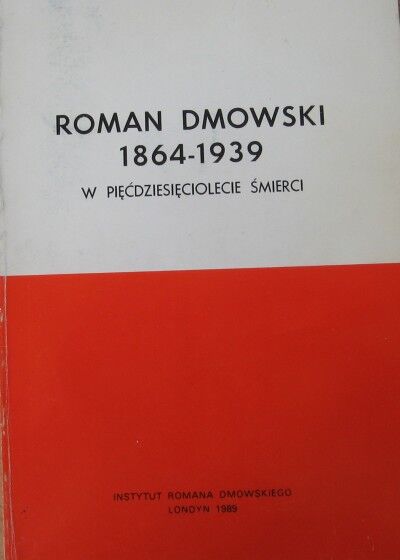 ROMAN DMOWSKI
1864-1939
W PIĘĆDZIESIĘCIOLECIE ŚMIERCI
INSTYTUT ROMANA DMOWSKIEGO
LONDYN 1989